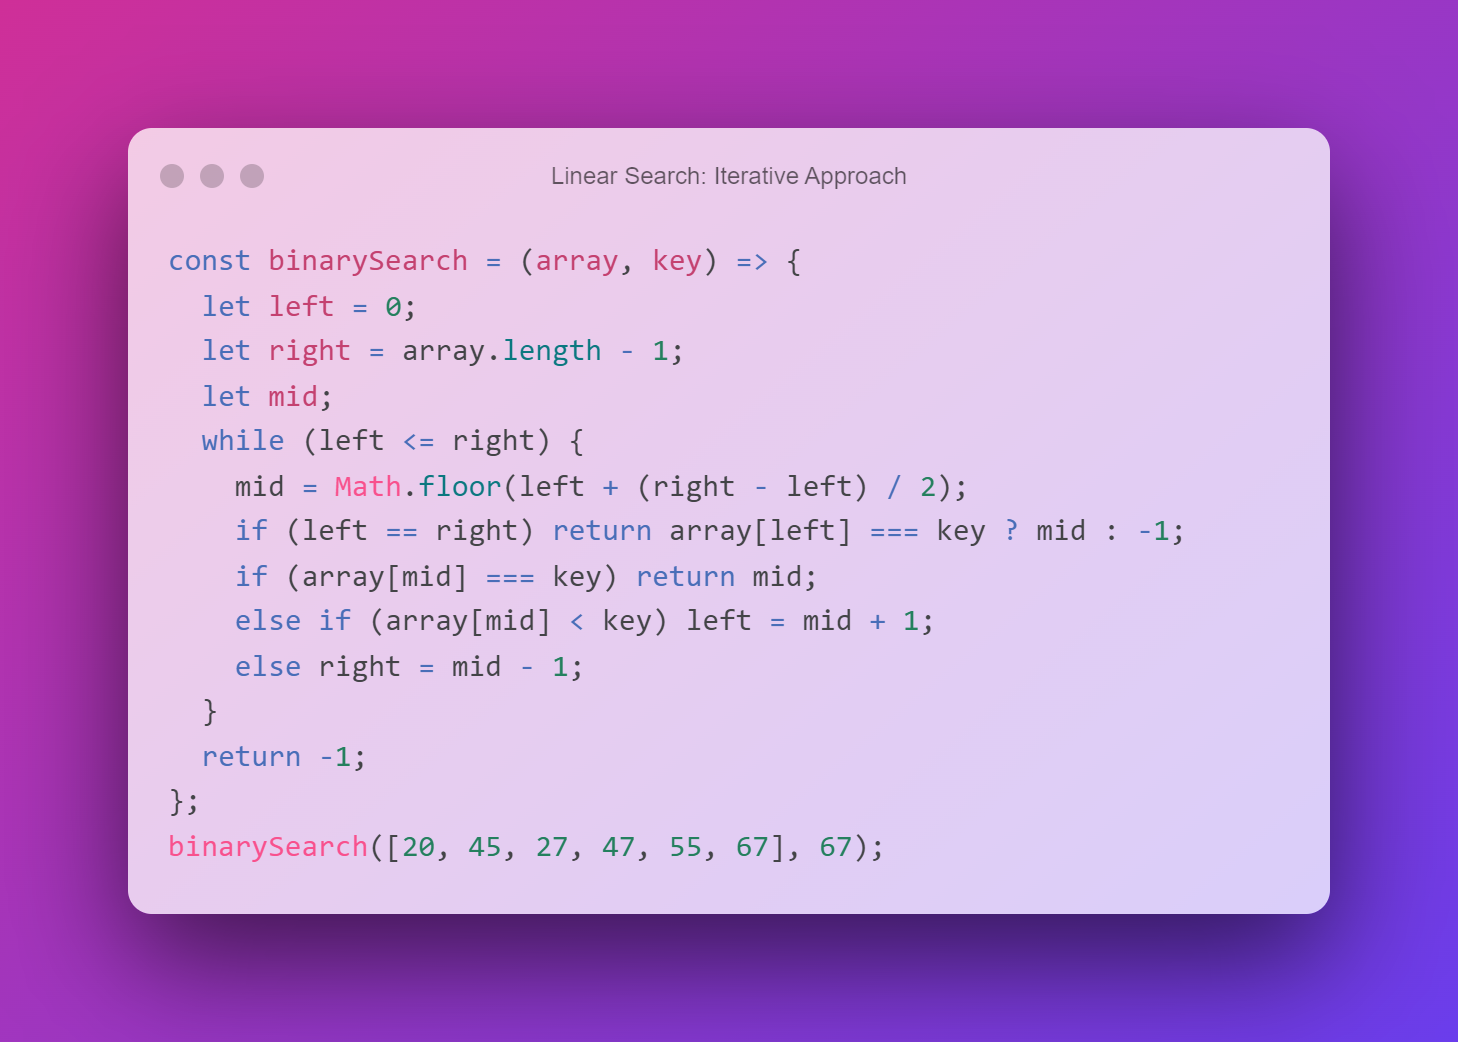 Linear Search: Iterative Approach
const binarySearch = (array, key) => {
  let left = 0;
  let right = array.length - 1;
  let mid;
  while (left <= right) {
    mid = Math.floor(left + (right - left) / 2);
    if (left == right) return array[left] === key ? mid : -1;
    if (array[mid] === key) return mid;
    else if (array[mid] < key) left = mid + 1;
    else right = mid - 1;
  }
  return -1;
};
binarySearch([20, 45, 27, 47, 55, 67], 67);